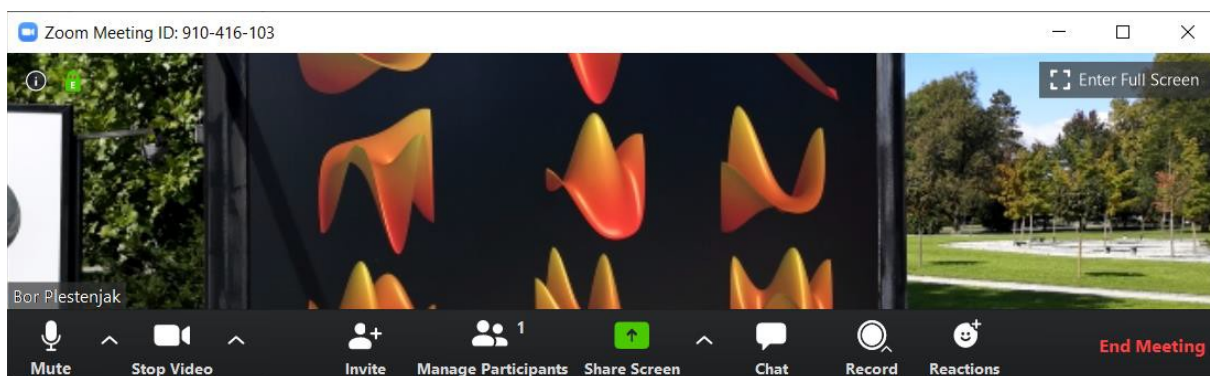 Zoom Meeting ID: 910-416-103
Enter Full Screen
Bor Plestenjak
1
Mute Stop Video Invite Manage Participants Share Screen Chat Record Reactions End Meeting